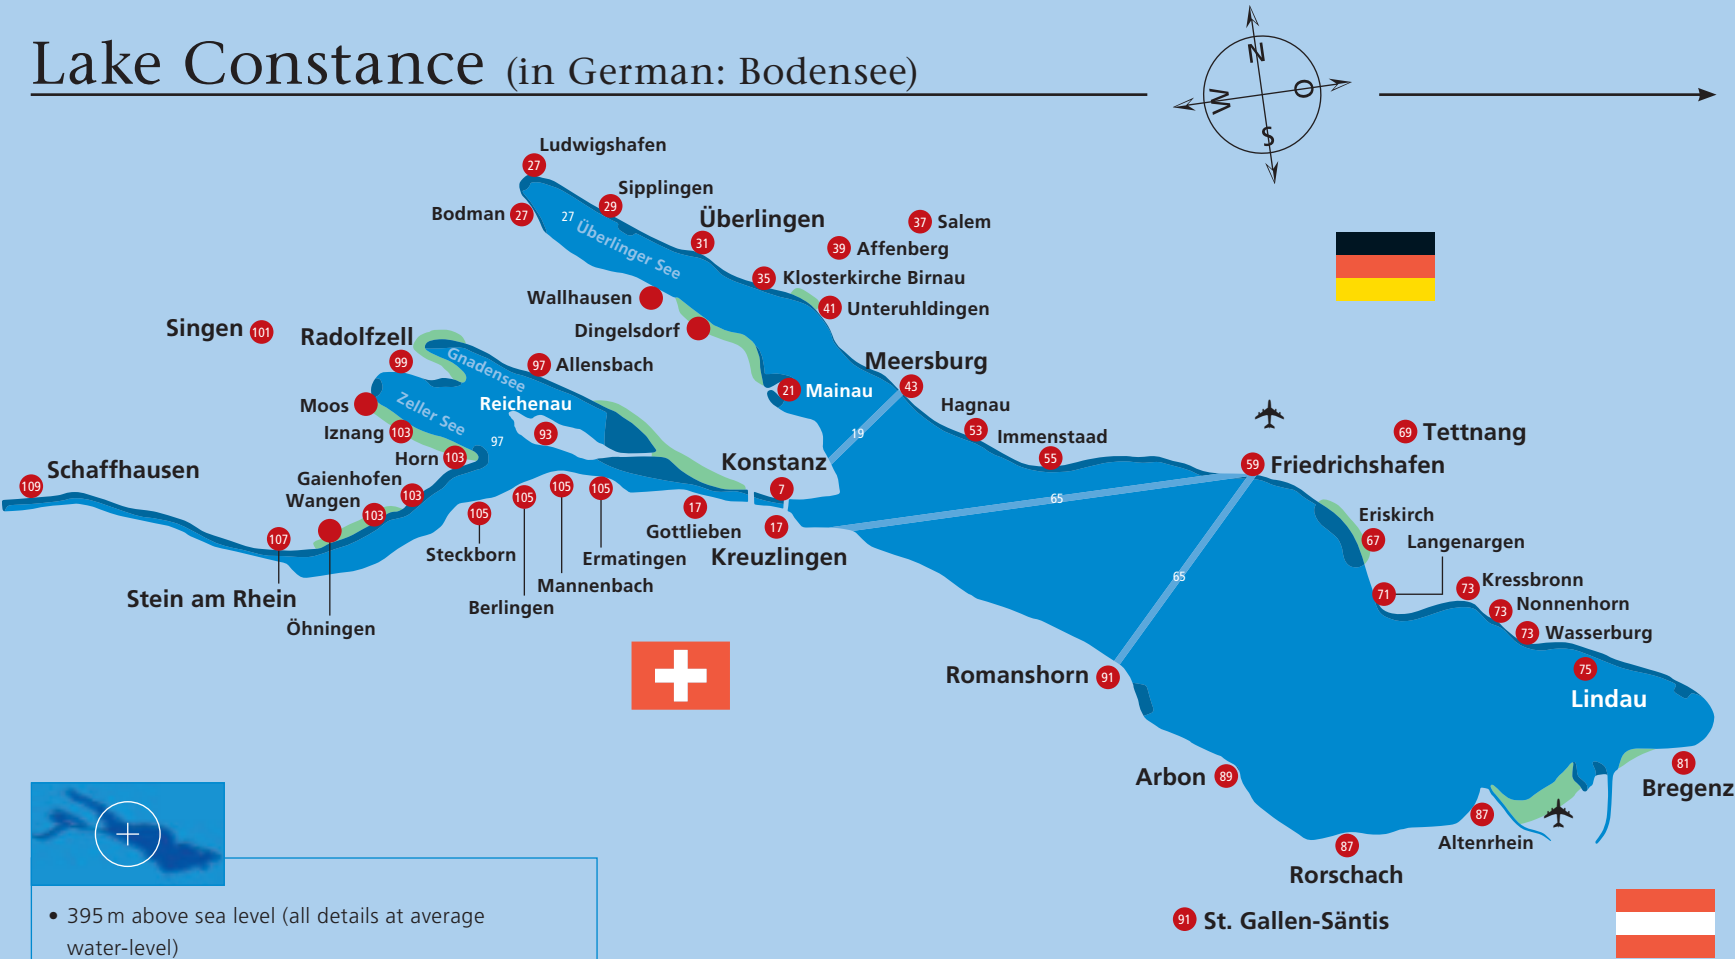 Lake Constance (in German: Bodensee)
N
W
O
S
Ludwigshafen
27
Sipplingen
29
Bodman 27
27
Überlinger See
Überlingen
31
37 Salem
39 Affenberg
35 Klosterkirche Birnau
Wallhausen
41 Unteruhldingen
Dingelsdorf
Singen 101
Radolfzell
99
Gnadensee
97 Allensbach
Meersburg
43
21 Mainau
Moos
Zeller See
Reichenau
93
97
Iznang 103
Horn 103
19
Hagnau
53
Immenstaad
55
69 Tettnang
59 Friedrichshafen
Schaffhausen
109
Gaienhofen
103
Wangen
103
Konstanz
7
65
105
105
105
105
17
Gottlieben
17
Kreuzlingen
Steckborn
Ermatingen
Mannenbach
Berlingen
107
Stein am Rhein
Öhningen
Eriskirch
67
Langenargen
71
65
73 Kressbronn
73 Nonnenhorn
73 Wasserburg
75
Lindau
Romanshorn 91
Arbon 89
81
Bregenz
87
Altenrhein
87
Rorschach
91 St. Gallen-Säntis
• 395 m above sea level (all details at average
water-level)